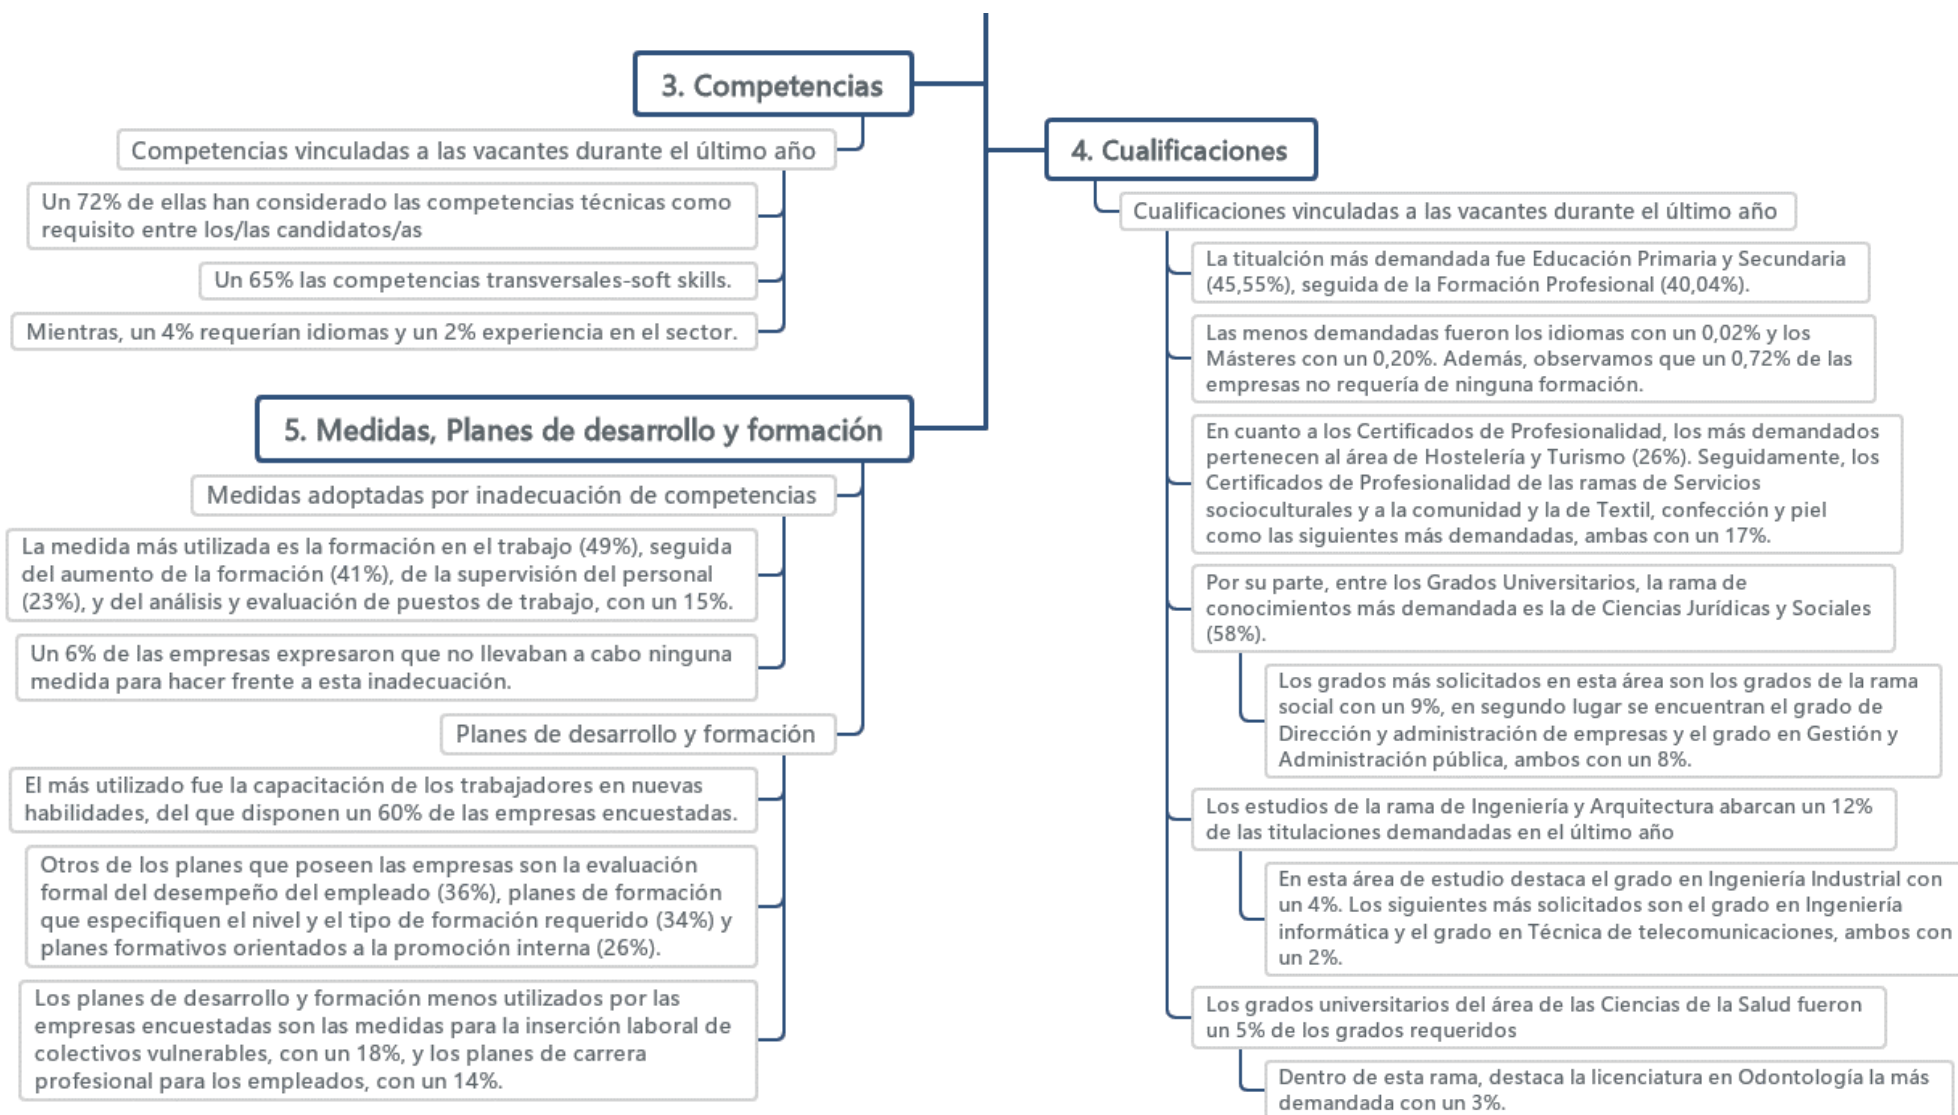 3. Competencias
Competencias vinculadas a las vacantes durante el último año
Un 72% de ellas han considerado las competencias técnicas como
requisito entre los/las candidatos/as
Un 65% las competencias transversales-soft skills.
Mientras, un 4% requerían idiomas y un 2% experiencia en el sector.
4. Cualificaciones
Cualificaciones vinculadas a las vacantes durante el último año
La titualción más demandada fue Educación Primaria y Secundaria
(45,55%), seguida de la Formación Profesional (40,04%).
Las menos demandadas fueron los idiomas con un 0,02% y los
Másteres con un 0,20%. Además, observamos que un 0,72% de las
empresas no requería de ninguna formación.
En cuanto a los Certificados de Profesionalidad, los más demandados
pertenecen al área de Hostelería y Turismo (26%). Seguidamente, los
Certificados de Profesionalidad de las ramas de Servicios
socioculturales y a la comunidad y la de Textil, confección y piel
como las siguientes más demandadas, ambas con un 17%.
Por su parte, entre los Grados Universitarios, la rama de
conocimientos más demandada es la de Ciencias Jurídicas y Sociales
(58%).
Los grados más solicitados en esta área son los grados de la rama
social con un 9%, en segundo lugar se encuentran el grado de
Dirección y administración de empresas y el grado en Gestión y
Administración pública, ambos con un 8%.
Los estudios de la rama de Ingeniería y Arquitectura abarcan un 12%
de las titulaciones demandadas en el último año
En esta área de estudio destaca el grado en Ingeniería Industrial con
un 4%. Los siguientes más solicitados son el grado en Ingeniería
informática y el grado en Técnica de telecomunicaciones, ambos con
un 2%.
Los grados universitarios del área de las Ciencias de la Salud fueron
un 5% de los grados requeridos
Dentro de esta rama, destaca la licenciatura en Odontología la más
demandada con un 3%.
5. Medidas, Planes de desarrollo y formación
Medidas adoptadas por inadecuación de competencias
La medida más utilizada es la formación en el trabajo (49%), seguida
del aumento de la formación (41%), de la supervisión del personal
(23%), y del análisis y evaluación de puestos de trabajo, con un 15%.
Un 6% de las empresas expresaron que no llevaban a cabo ninguna
medida para hacer frente a esta inadecuación.
Planes de desarrollo y formación
El más utilizado fue la capacitación de los trabajadores en nuevas
habilidades, del que disponen un 60% de las empresas encuestadas.
Otros de los planes que poseen las empresas son la evaluación
formal del desempeño del empleado (36%), planes de formación
que especifiquen el nivel y el tipo de formación requerido (34%) y
planes formativos orientados a la promoción interna (26%).
Los planes de desarrollo y formación menos utilizados por las
empresas encuestadas son las medidas para la inserción laboral de
colectivos vulnerables, con un 18%, y los planes de carrera
profesional para los empleados, con un 14%.